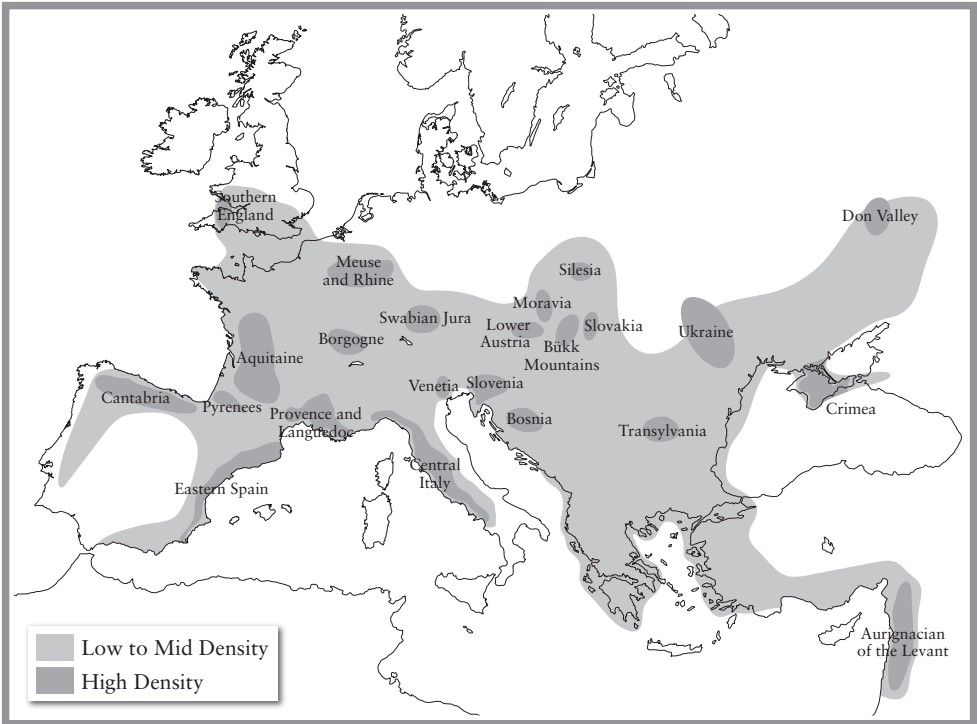 Southern
England
Don Valley
Meuse
and Rhine
Silesia
Moravia
Swabian Jura
Lower
Austria
Slovakia
Ukraine
Borgogne
Bükk
Mountains
Aquitaine
Venetia
Slovenia
Cantabria
Pyrenees
Provence and
Languedoc
Bosnia
Transylvania
Crimea
Central
Italy
Eastern Spain
Aurignacian
of the Levant
Low to Mid Density
High Density